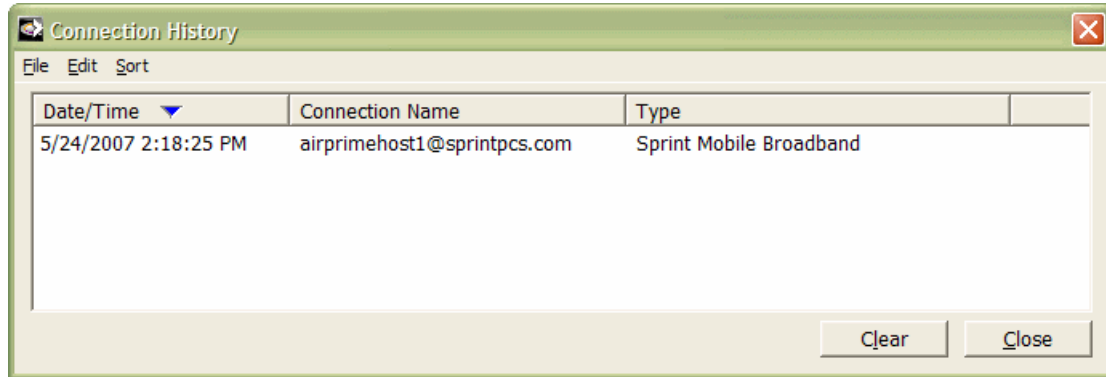 Connection History
File Edit Sort
Date/Time Connection Name Type
5/24/2007 2:18:25 PM airprimehost1@sprintpcs.com Sprint Mobile Broadband
Clear Close